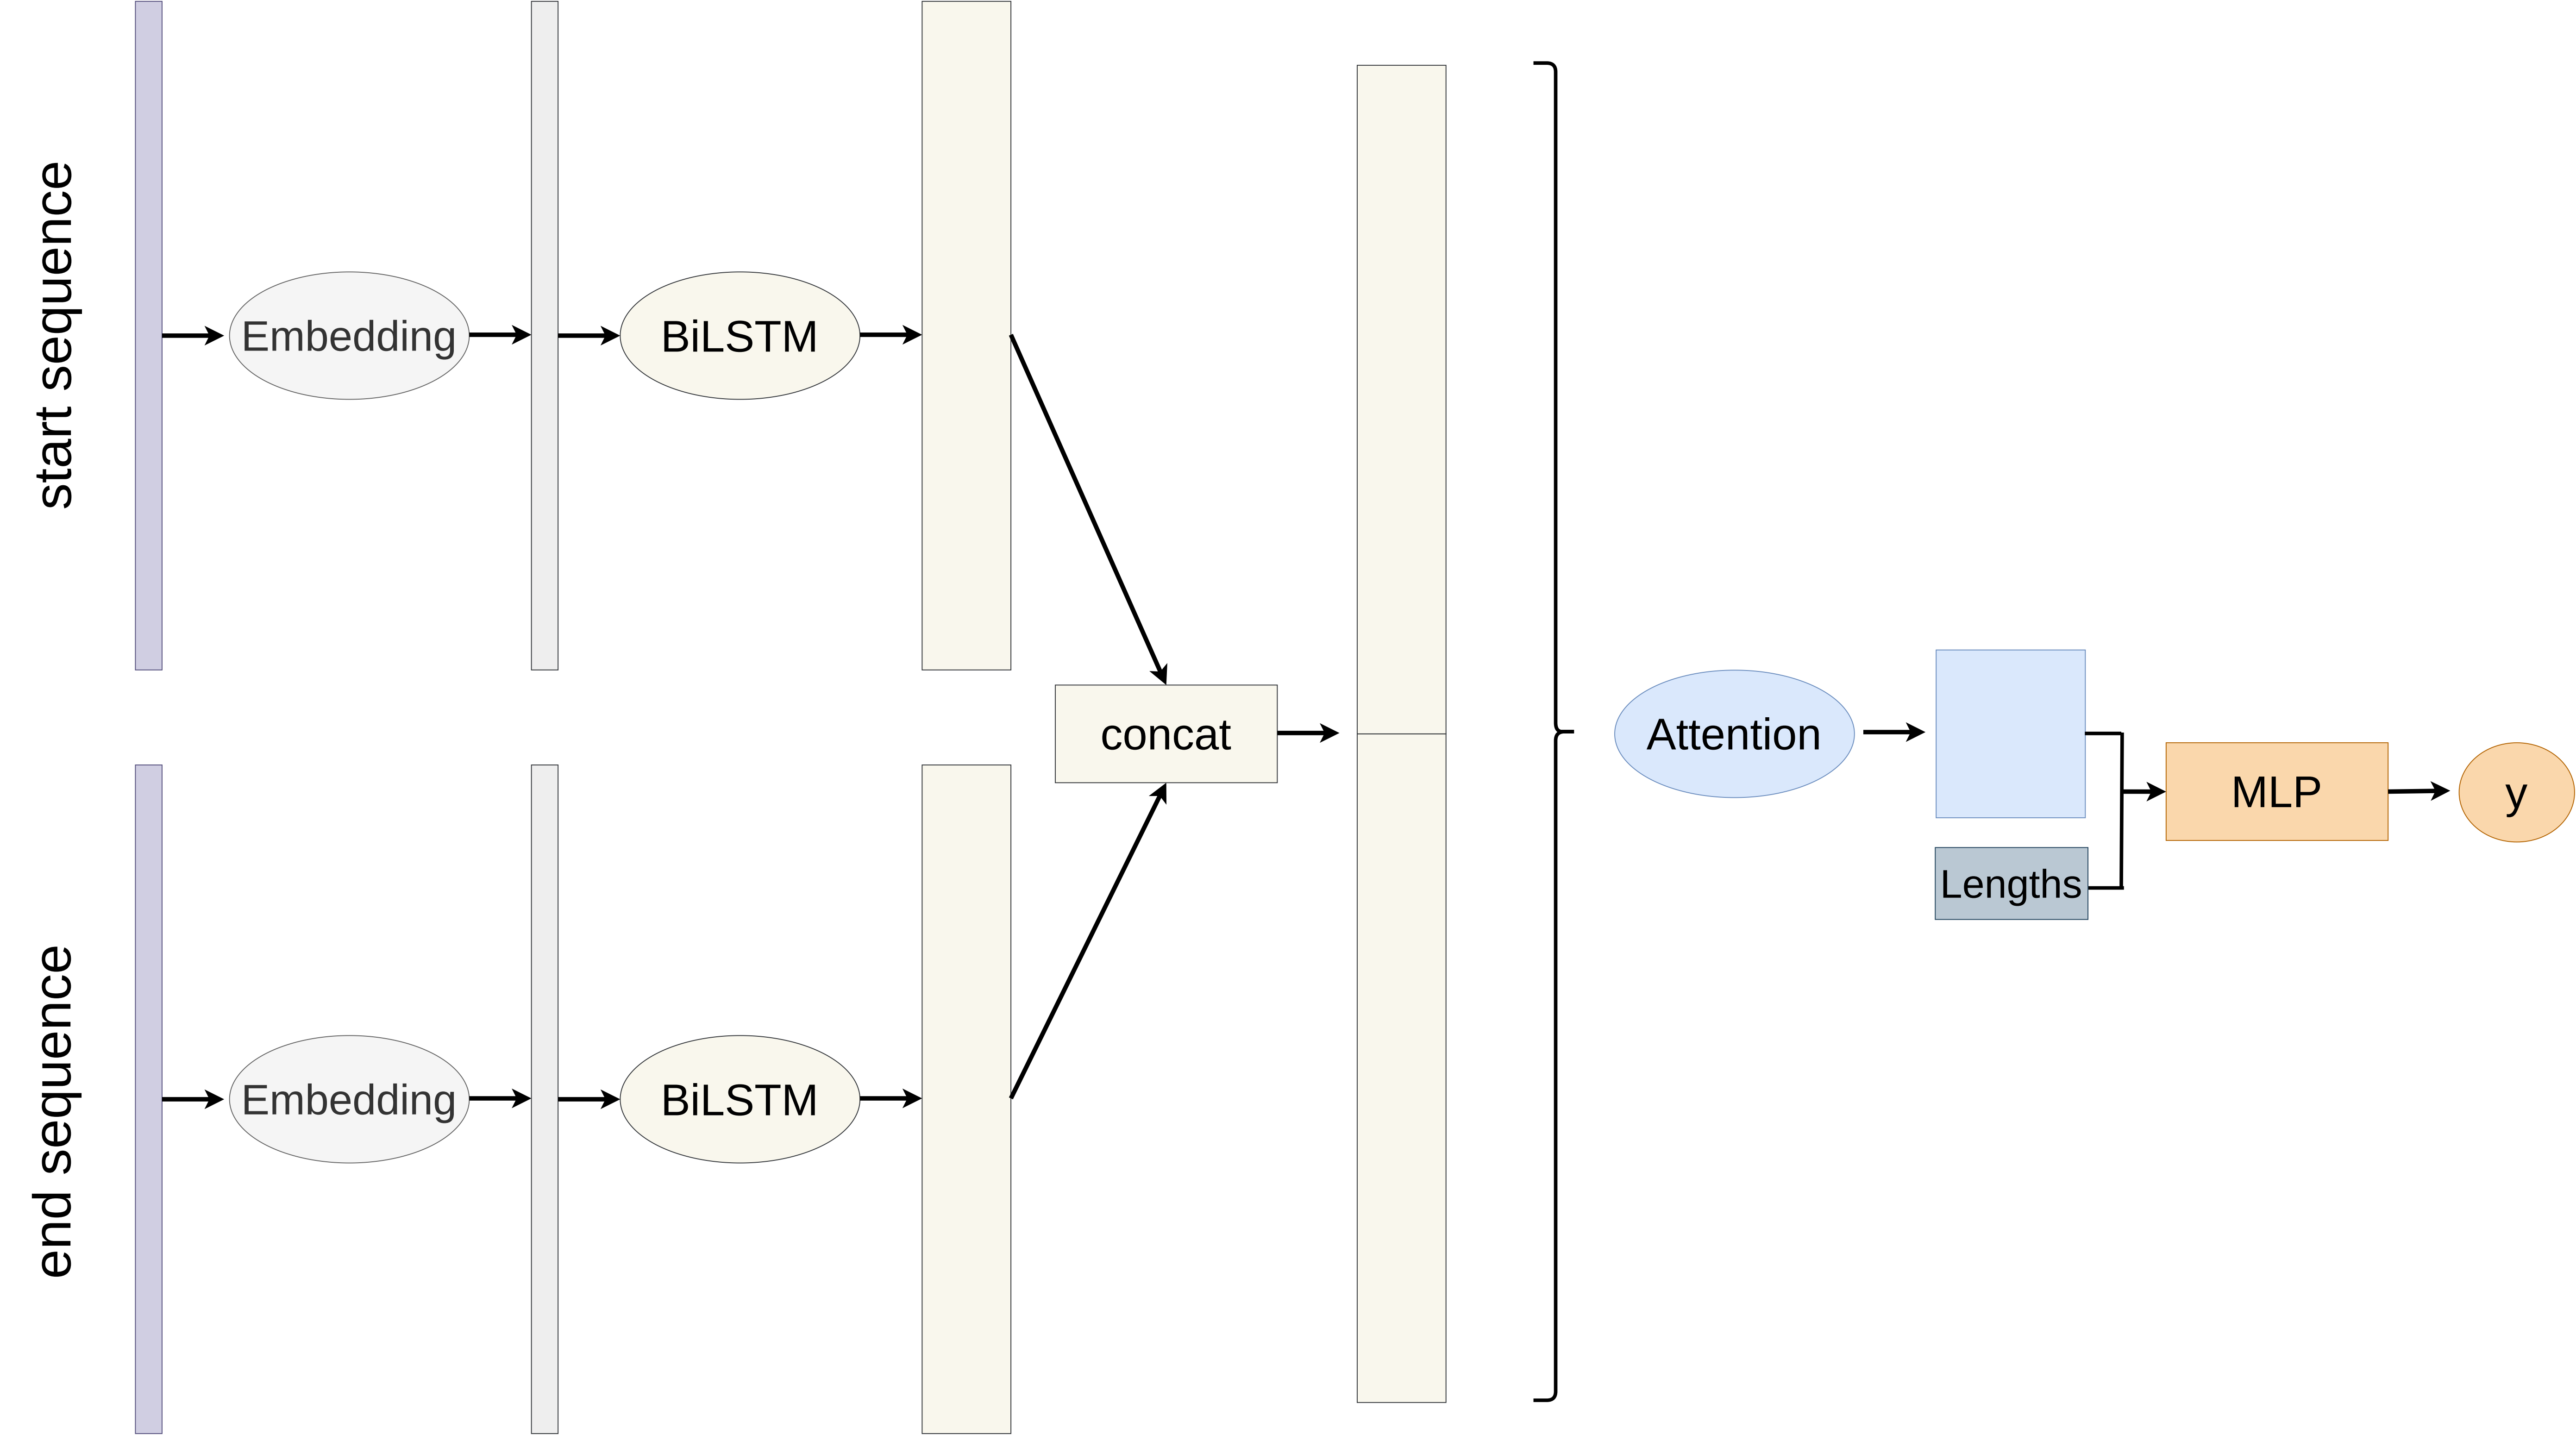 start sequence
Embedding
BiLSTM
concat
Attention
Lengths
MLP
y
end sequence
Embedding
BiLSTM